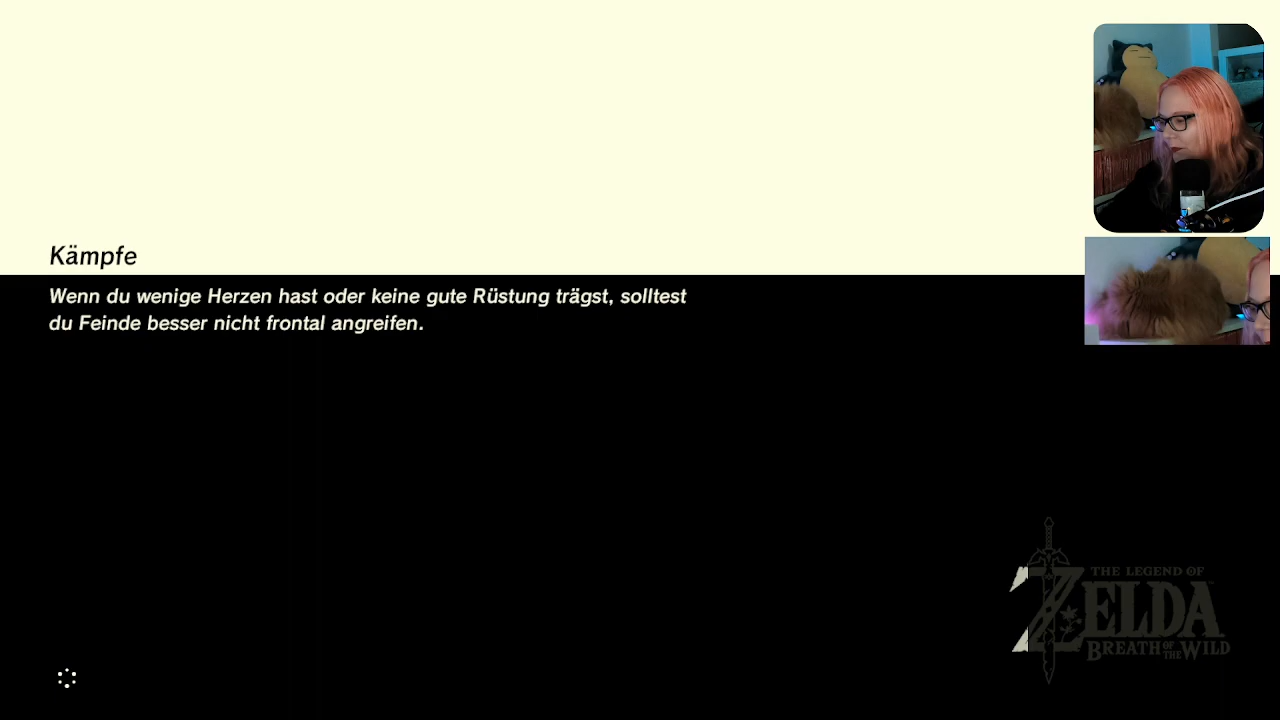 Kämpfe
Wenn du wenige Herzen hast oder keine gute Rüstung trägst, solltest
du Feinde besser nicht frontal angreifen.
THE LEGEND OF
ZELDA
BREATH OF THE WILD